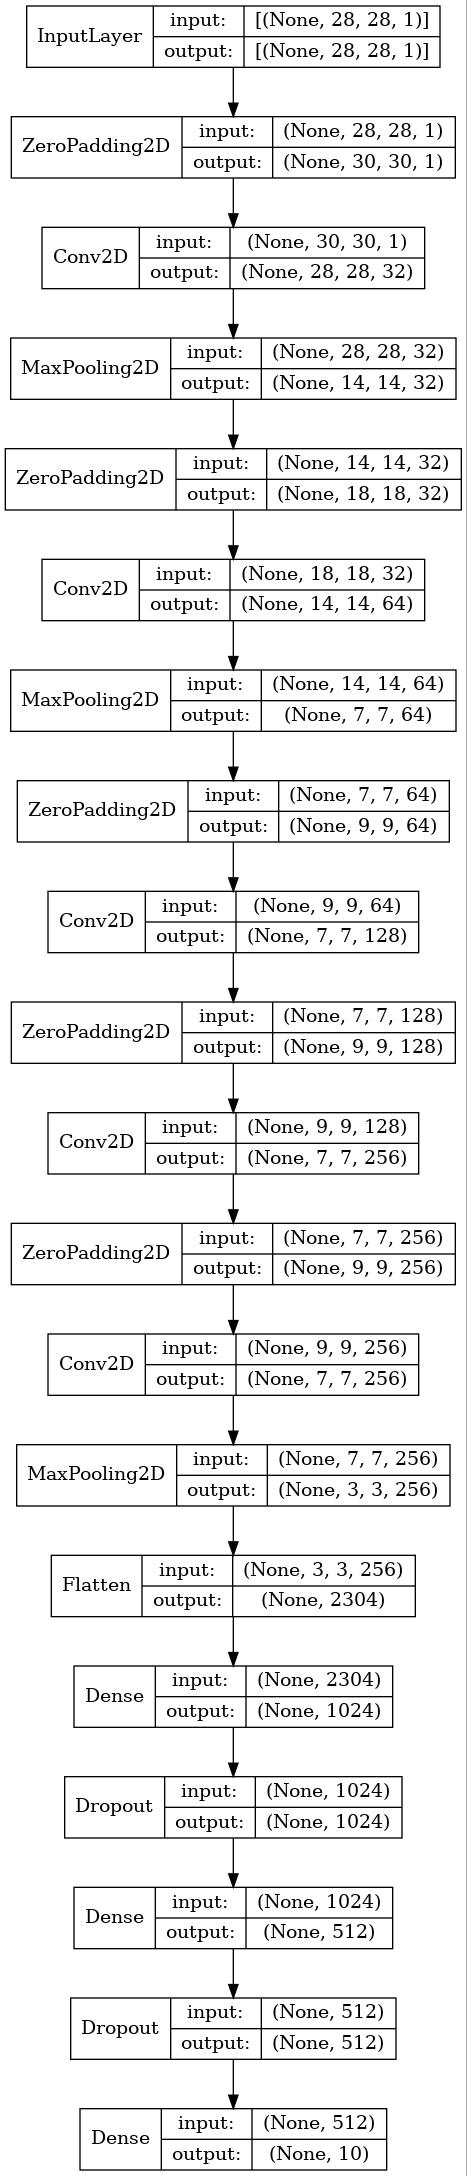 InputLayer input: [(None, 28, 28, 1)]
output: [(None, 28, 28, 1)]
ZeroPadding2D input: (None, 28, 28, 1)
output: (None, 30, 30, 1)
Conv2D input: (None, 30, 30, 1)
output: (None, 28, 28, 32)
MaxPooling2D input: (None, 28, 28, 32)
output: (None, 14, 14, 32)
ZeroPadding2D input: (None, 14, 14, 32)
output: (None, 18, 18, 32)
Conv2D input: (None, 18, 18, 32)
output: (None, 14, 14, 64)
MaxPooling2D input: (None, 14, 14, 64)
output: (None, 7, 7, 64)
ZeroPadding2D input: (None, 7, 7, 64)
output: (None, 9, 9, 64)
Conv2D input: (None, 9, 9, 64)
output: (None, 7, 7, 128)
ZeroPadding2D input: (None, 7, 7, 128)
output: (None, 9, 9, 128)
Conv2D input: (None, 9, 9, 128)
output: (None, 7, 7, 256)
ZeroPadding2D input: (None, 7, 7, 256)
output: (None, 9, 9, 256)
Conv2D input: (None, 9, 9, 256)
output: (None, 7, 7, 256)
MaxPooling2D input: (None, 7, 7, 256)
output: (None, 3, 3, 256)
Flatten input: (None, 3, 3, 256)
output: (None, 2304)
Dense input: (None, 2304)
output: (None, 1024)
Dropout input: (None, 1024)
output: (None, 1024)
Dense input: (None, 1024)
output: (None, 512)
Dropout input: (None, 512)
output: (None, 512)
Dense input: (None, 512)
output: (None, 10)